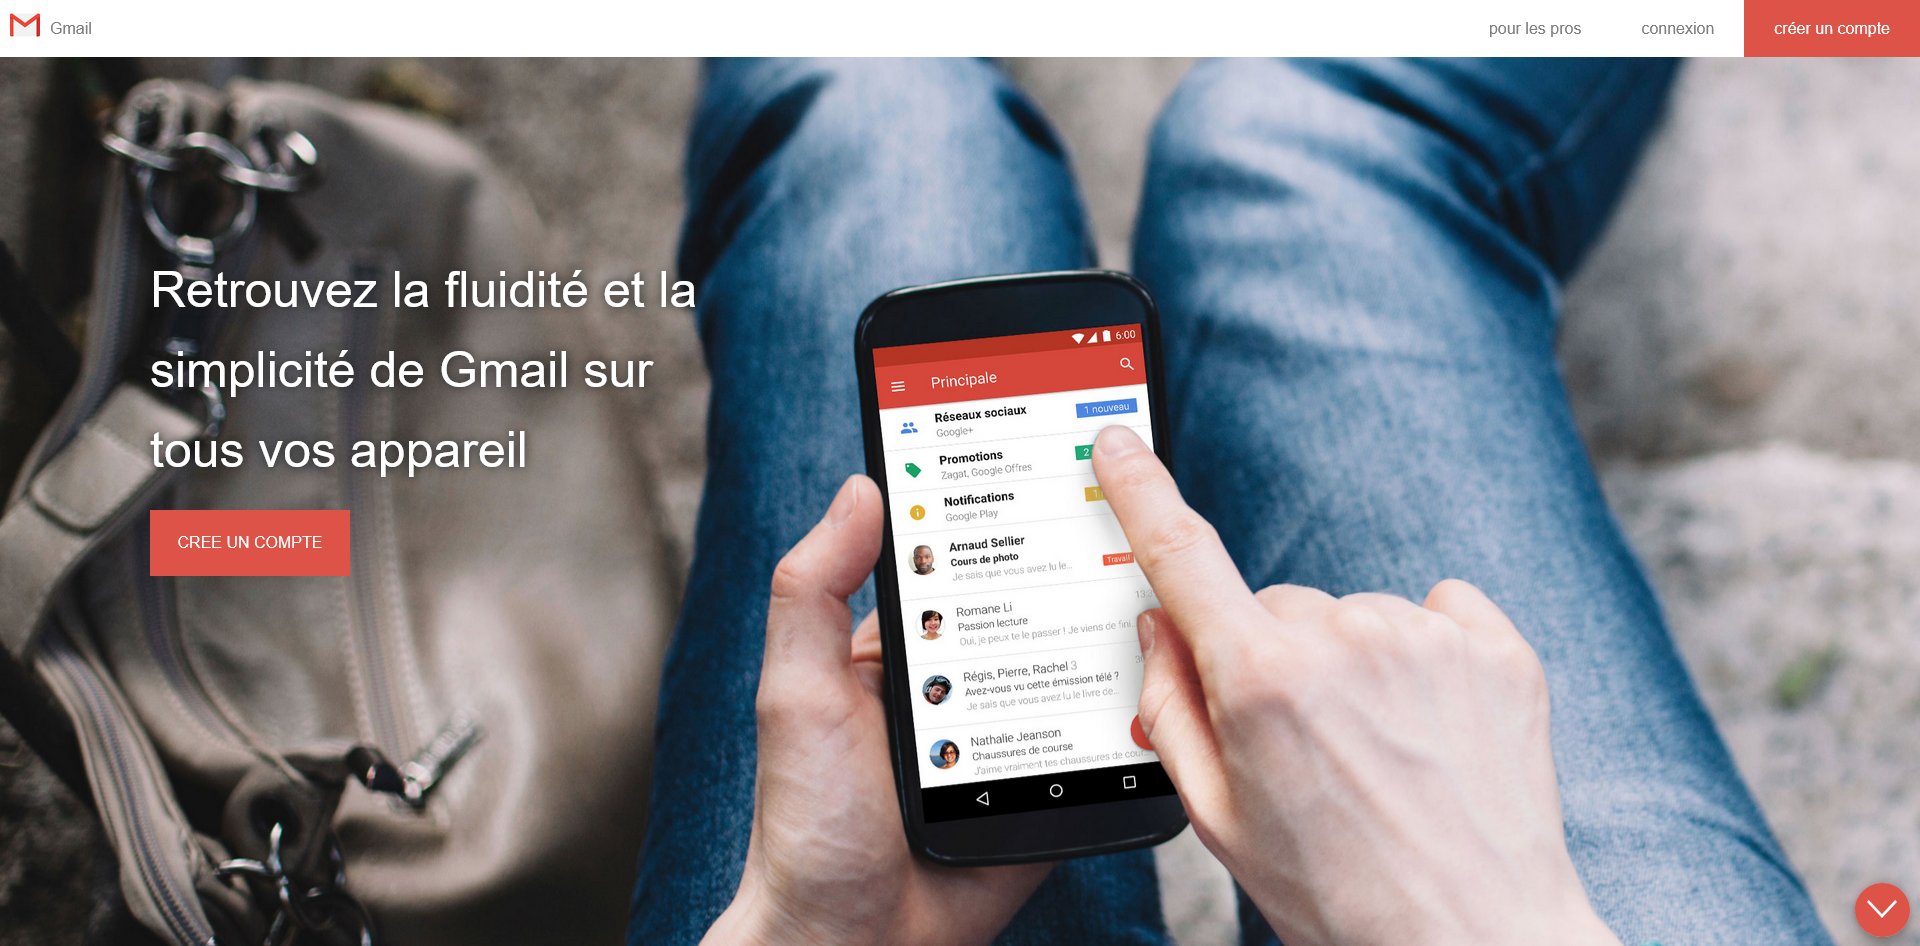 Gmail
pour les pros
connexion
créer un compte
Retrouvez la fluidité et la
simplicité de Gmail sur
tous vos appareil
CREE UN COMPTE
6:00
Principale
Réseaux sociaux
1 nouveau
Google+
Promotions
2
Zagat, Google Offres
Notifications
1
Google Play
Arnaud Sellier
Cours de photo
Travail
Je sais que vous avez lu le...
Romane Li
Passion lecture
Oui, je peux te le passer ! Je viens de fini...
Régis, Pierre, Rachel 3
Avez-vous vu cette émission télé ?
Je sais que vous avez lu le livre de...
Nathalie Jeanson
Chaussures de course
J'aime vraiment tes chaussures de cour...